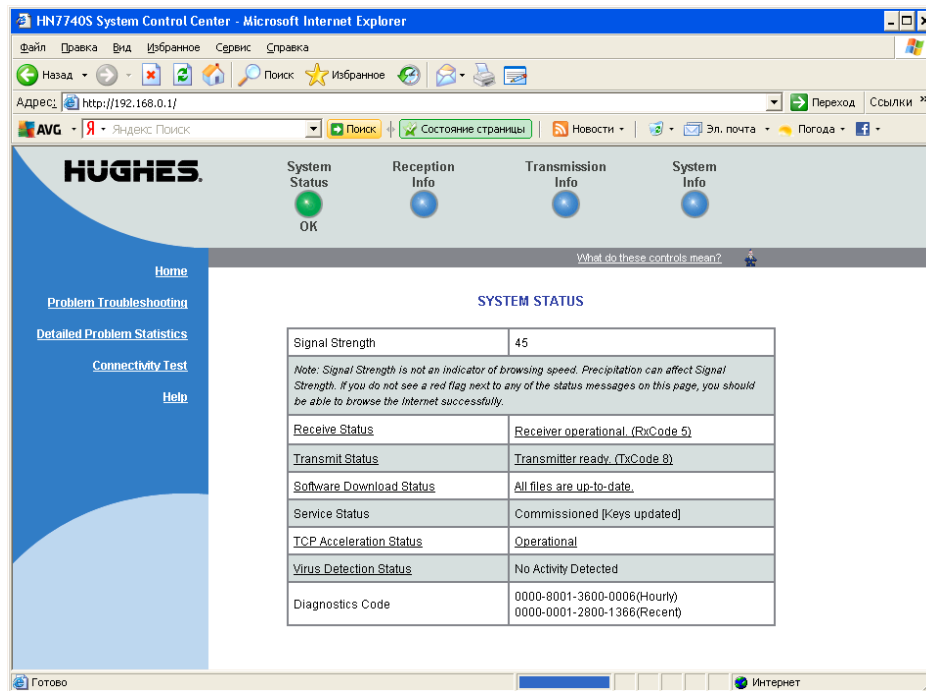 HN7740S System Control Center - Microsoft Internet Explorer
Файл Правка Вид Избранное Сервис Справка
Назад Поиск Избранное
Адрес: http://192.168.0.1/ Переход Ссылки »
AVG Я Яндекс Поиск Поиск Состояние страницы Новости Эл. почта Погода f
HUGHES.
System Status
OK
Reception Info
Transmission Info
System Info
What do these controls mean?
Home
Problem Troubleshooting
Detailed Problem Statistics
Connectivity Test
Help
SYSTEM STATUS
Signal Strength 45
Note: Signal Strength is not an indicator of browsing speed. Precipitation can affect Signal
Strength. If you do not see a red flag next to any of the status messages on this page, you should
be able to browse the Internet successfully.
Receive Status Receiver operational. (RxCode 5)
Transmit Status Transmitter ready. (TxCode 8)
Software Download Status All files are up-to-date.
Service Status Commissioned [Keys updated]
TCP Acceleration Status Operational
Virus Detection Status No Activity Detected
Diagnostics Code 0000-8001-3600-0006(Hourly)
0000-0001-2800-1366(Recent)
Готово Интернет